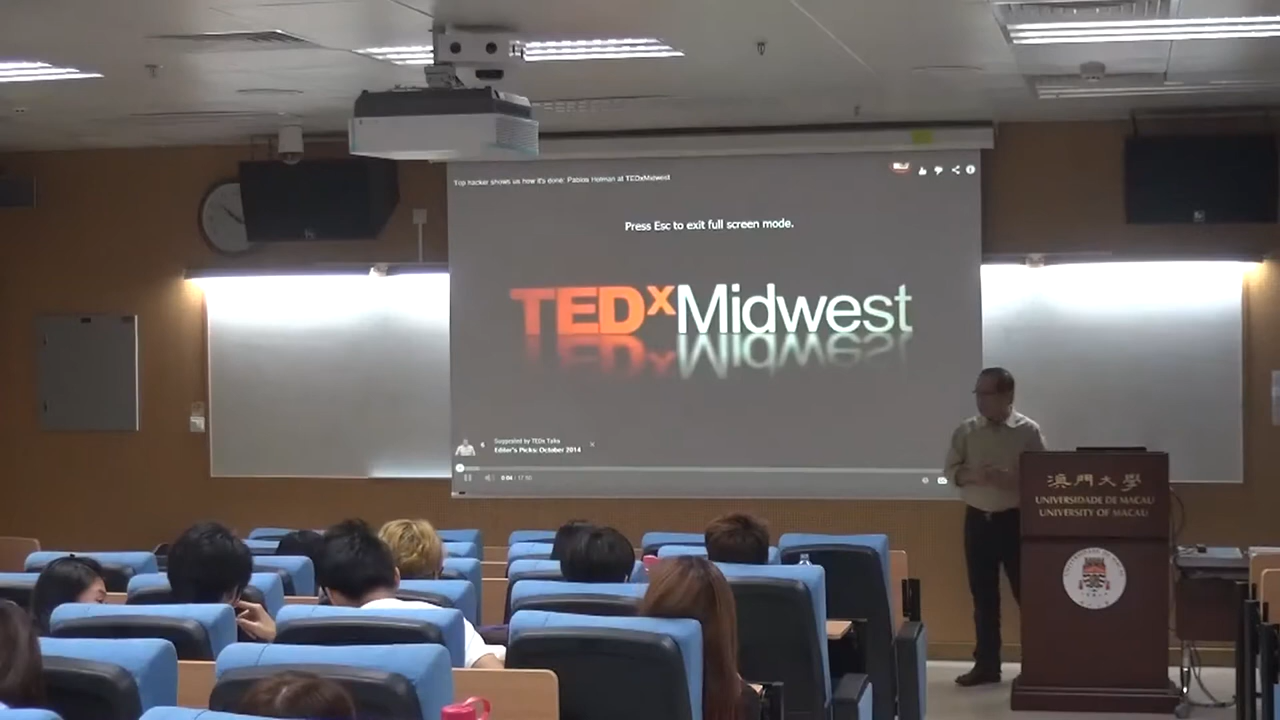 Top hacker shows us how it's done: Pablos Holman at TEDxMidwest
Press Esc to exit full screen mode.
TEDxMidwest
Suggested by TEDx Talks
Editor's Picks: October 2014
0:04 / 17:50
澳門大學
UNIVERSIDADE DE MACAU
UNIVERSITY OF MACAU